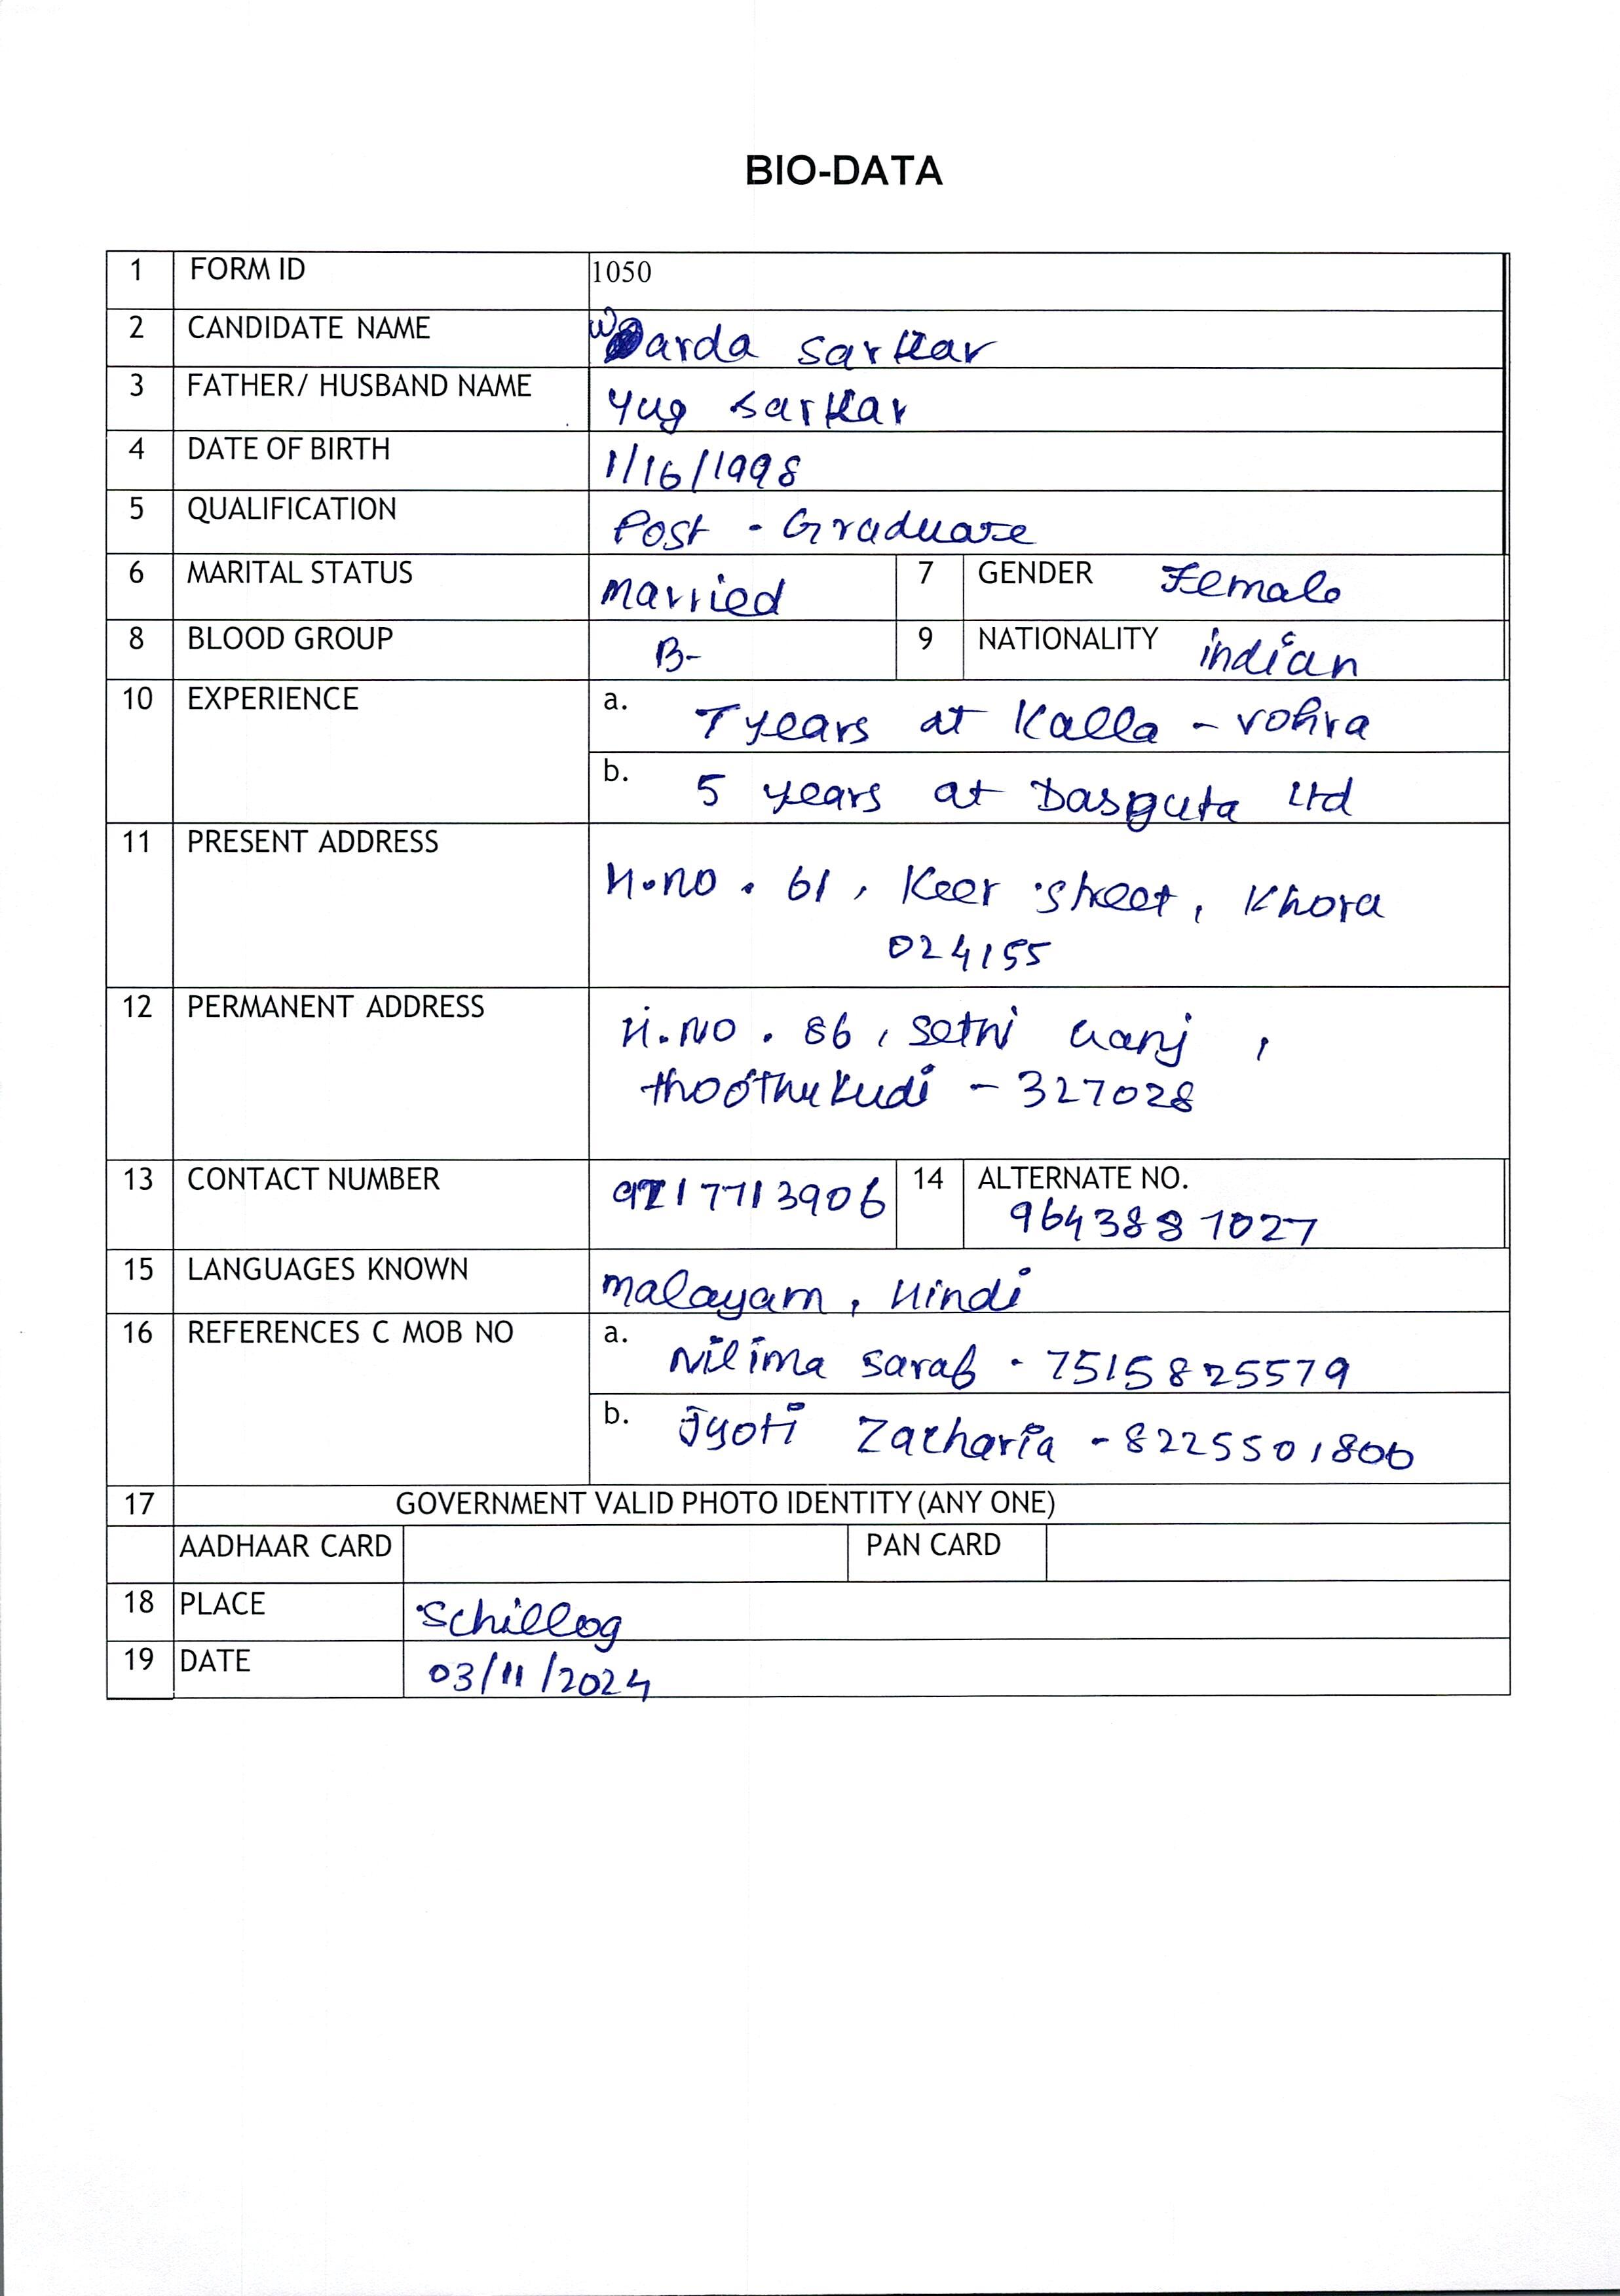 BIO-DATA
1 FORM ID 1050
2 CANDIDATE NAME Warda Sarkar
3 FATHER/ HUSBAND NAME Yug Sarkar
4 DATE OF BIRTH 1/16/1998
5 QUALIFICATION Post - Graduate
6 MARITAL STATUS Married 7 GENDER Female
8 BLOOD GROUP B- 9 NATIONALITY indian
10 EXPERIENCE a. 7 years at Kalla - vohra
b. 5 years at Dasguta Ltd
11 PRESENT ADDRESS
H.no. 61, Keer street, Khora
024155
12 PERMANENT ADDRESS H.NO. 86, Sethi Ganj,
thoothukudi - 327028
13 CONTACT NUMBER 9217713906 14 ALTERNATE NO.
9643881027
15 LANGUAGES KNOWN malayam, Hindi
16 REFERENCES C MOB NO a. Nilima saraf - 7515825579
b. Jyoti Zacharia - 8225501806
17 GOVERNMENT VALID PHOTO IDENTITY (ANY ONE)
AADHAAR CARD PAN CARD
18 PLACE Schillog
19 DATE 03/11/2024